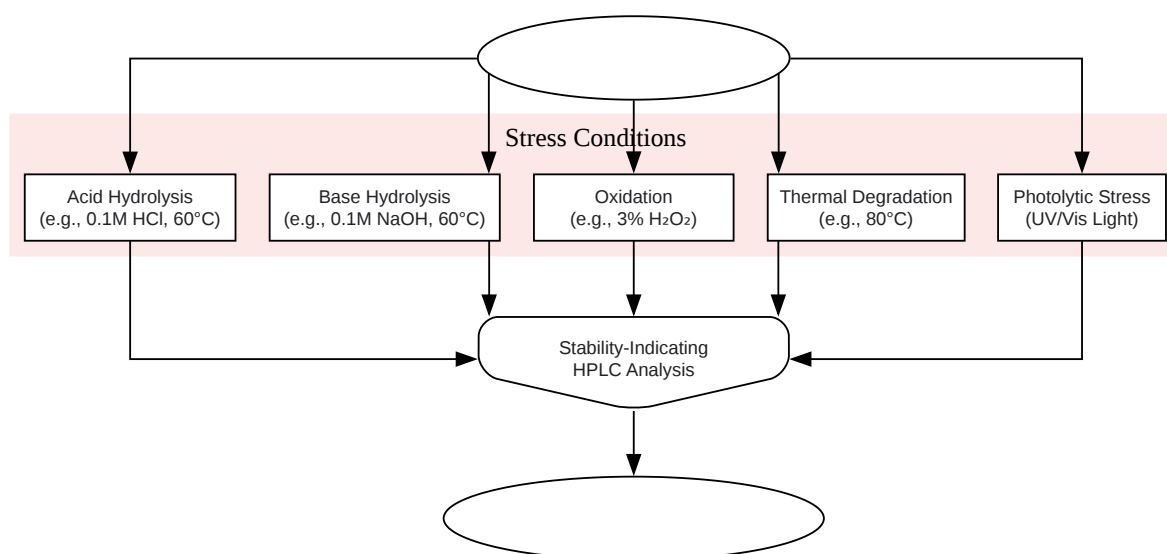 Stress Conditions
Acid Hydrolysis
(e.g., 0.1M HCl, 60°C)
Base Hydrolysis
(e.g., 0.1M NaOH, 60°C)
Oxidation
(e.g., 3% H₂O₂)
Thermal Degradation
(e.g., 80°C)
Photolytic Stress
(UV/Vis Light)
Stability-Indicating
HPLC Analysis